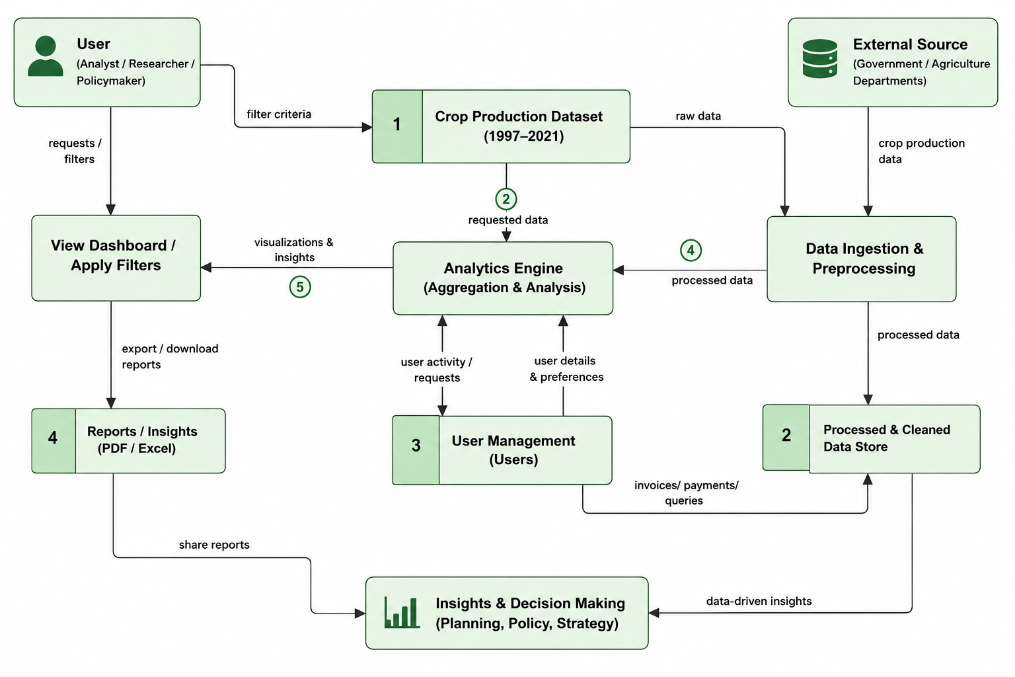 User
(Analyst / Researcher /
Policymaker)
External Source
(Government / Agriculture
Departments)
filter criteria
1
Crop Production Dataset
(1997–2021)
raw data
requests /
filters
crop production
data
2
requested data
View Dashboard /
Apply Filters
visualizations &
insights
5
Analytics Engine
(Aggregation & Analysis)
4
processed data
Data Ingestion &
Preprocessing
export / download
reports
user activity /
requests
user details
& preferences
processed data
4
Reports / Insights
(PDF / Excel)
3
User Management
(Users)
2
Processed & Cleaned
Data Store
invoices/ payments/
queries
share reports
Insights & Decision Making
(Planning, Policy, Strategy)
data-driven insights